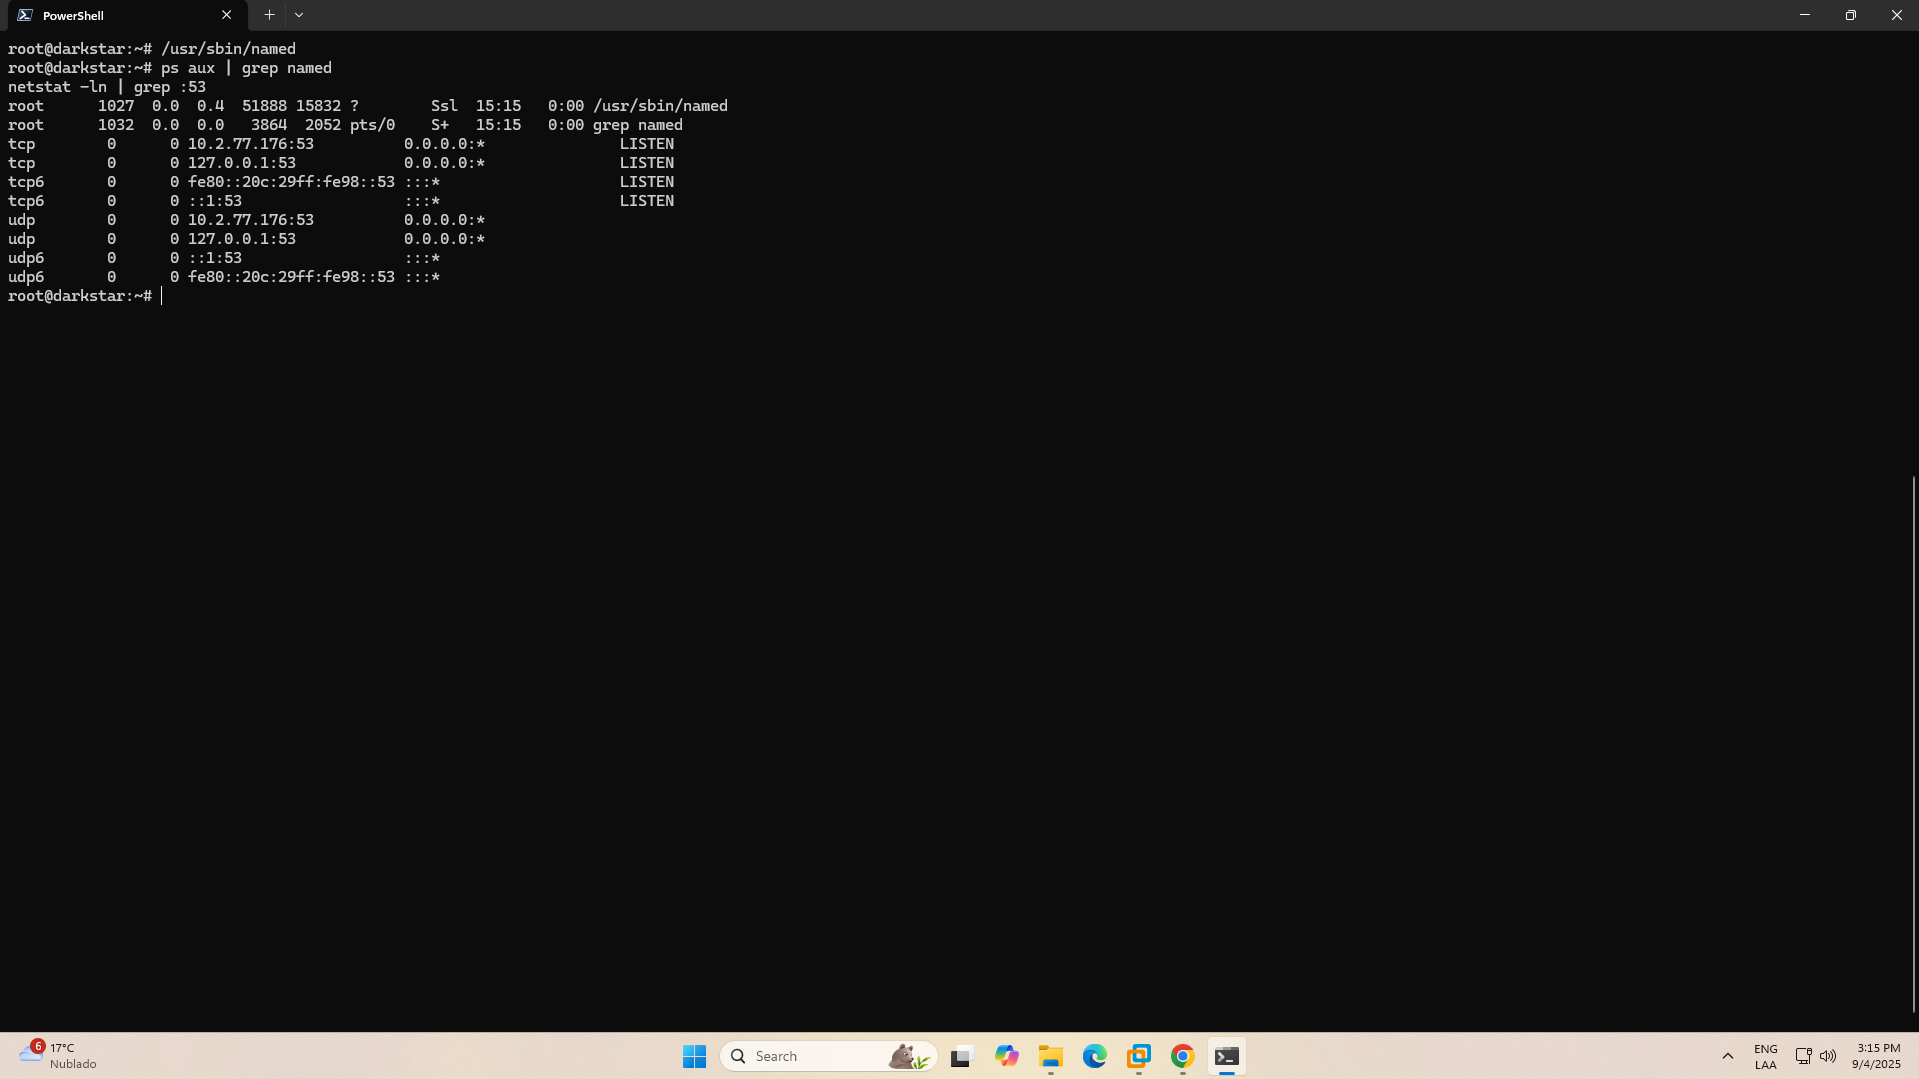 PowerShell
root@darkstar:~# /usr/sbin/named
root@darkstar:~# ps aux | grep named
netstat -ln | grep :53
root      1027  0.0  0.4  51888 15832 ?        Ssl  15:15   0:00 /usr/sbin/named
root      1032  0.0  0.0   3864  2052 pts/0    S+   15:15   0:00 grep named
tcp        0      0 10.2.77.176:53          0.0.0.0:*               LISTEN
tcp        0      0 127.0.0.1:53            0.0.0.0:*               LISTEN
tcp6       0      0 fe80::20c:29ff:fe98::53 :::*                    LISTEN
tcp6       0      0 ::1:53                  :::*                    LISTEN
udp        0      0 10.2.77.176:53          0.0.0.0:*
udp        0      0 127.0.0.1:53            0.0.0.0:*
udp6       0      0 ::1:53                  :::*
udp6       0      0 fe80::20c:29ff:fe98::53 :::*
root@darkstar:~#
6
17°C
Nublado
Search
ENG
LAA
3:15 PM
9/4/2025